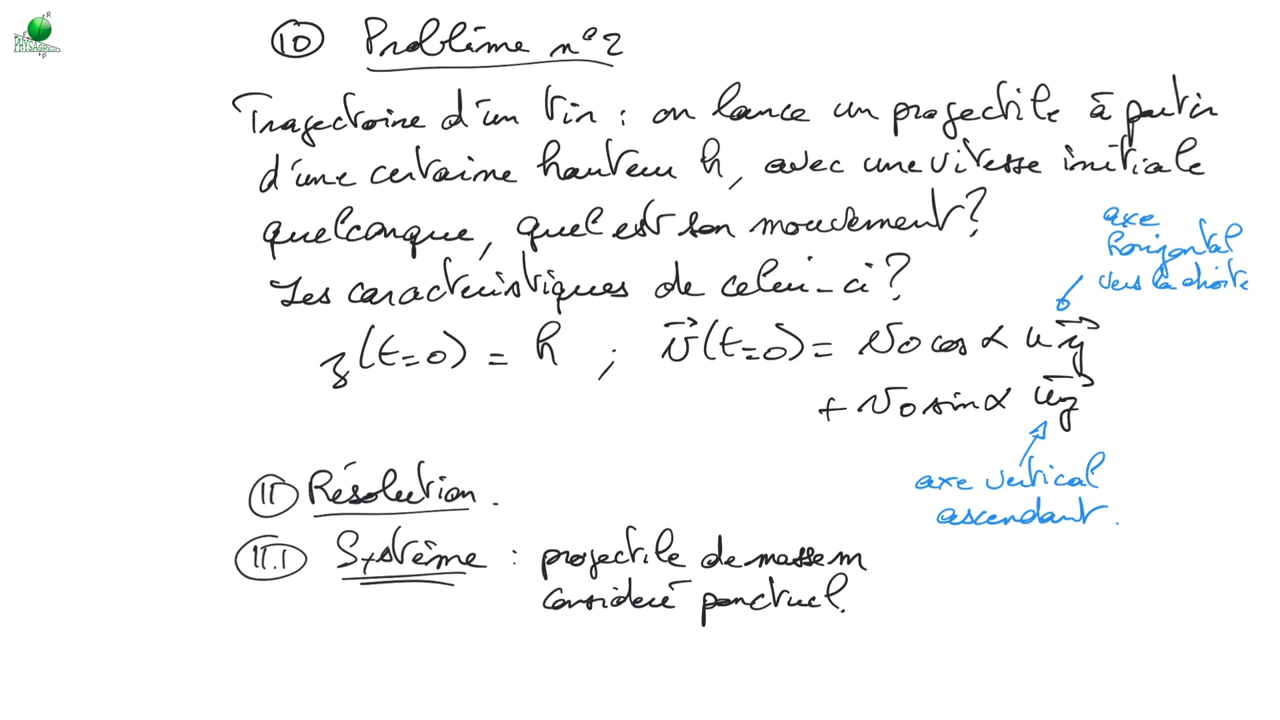 PHYSAGREG
10 Problème n°2
Trajectoire d'un tir : on lance un projectile à partir
d'une certaine hauteur h, avec une vitesse initiale
quelconque, quel est son mouvement ?
Les caractéristiques de celui-ci ?
axe
horizontal
vers la droite
z(t=0) = h ; v⃗(t=0) = v0 cos α u⃗y
+ v0 sin α u⃗z
axe vertical
ascendant.
11 Résolution.
11.1 Système : projectile de masse m
considéré ponctuel.